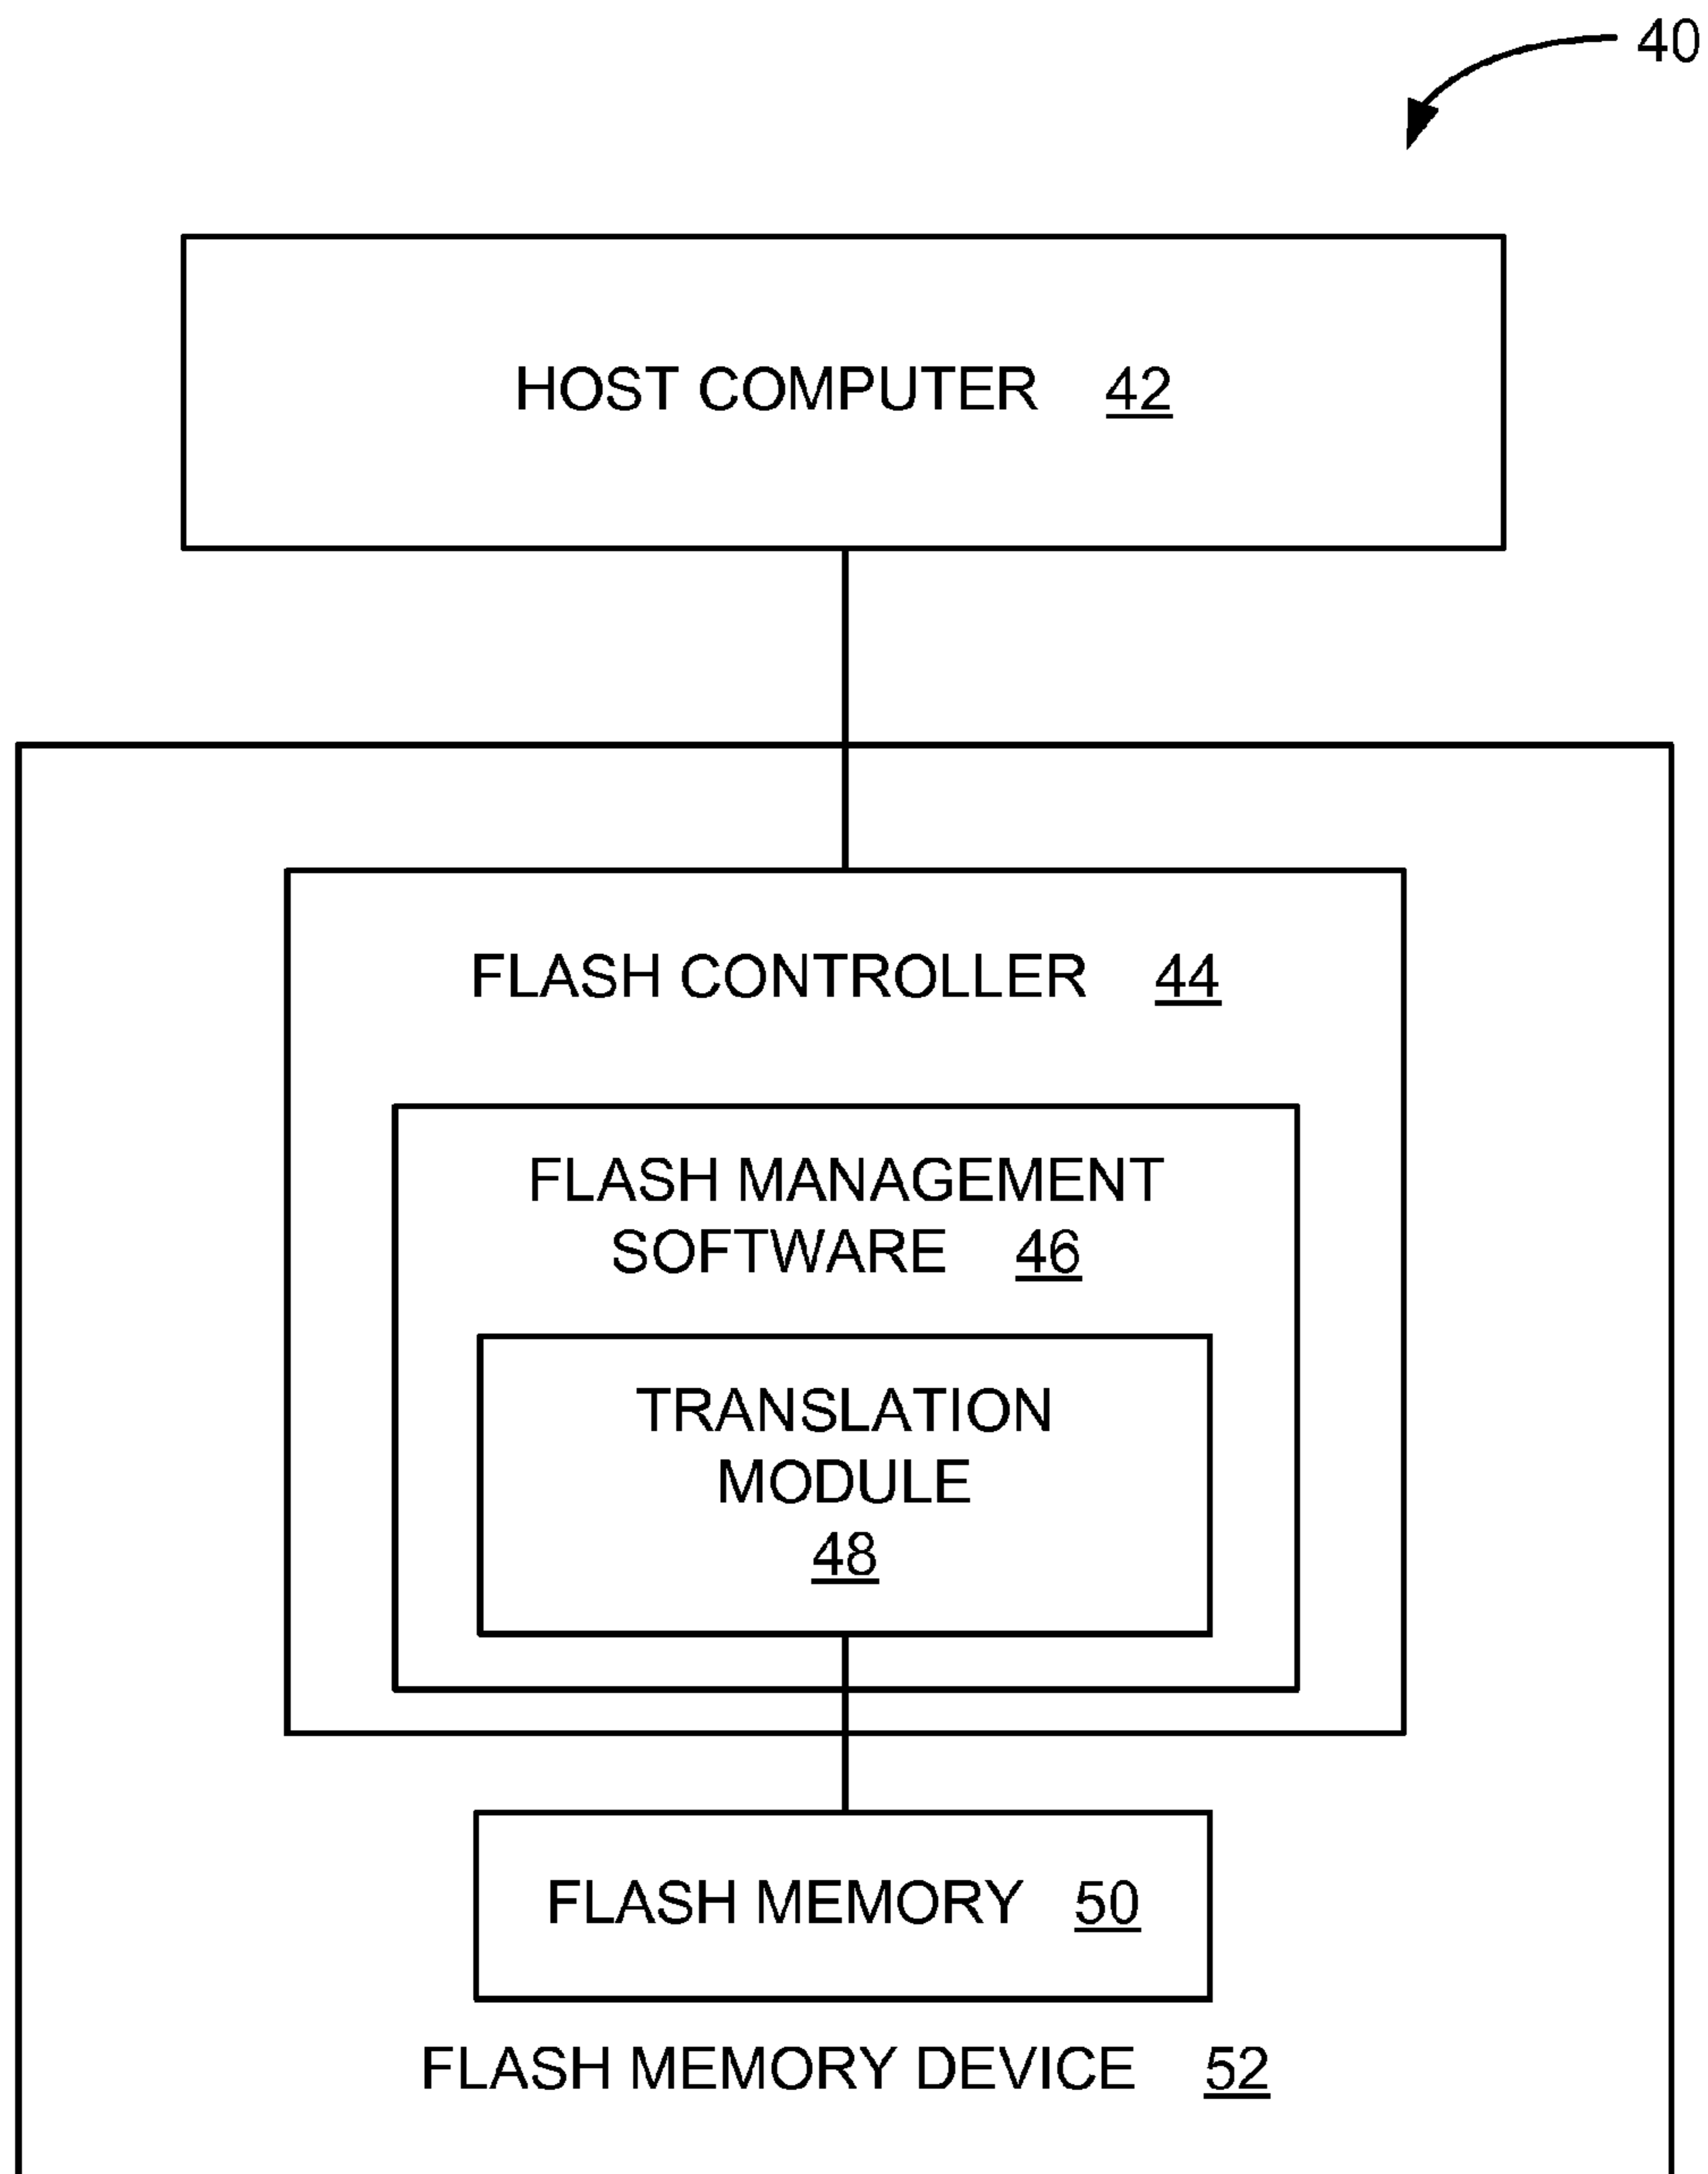 40
HOST COMPUTER 42
FLASH CONTROLLER 44
FLASH MANAGEMENT
SOFTWARE 46
TRANSLATION
MODULE
48
FLASH MEMORY 50
FLASH MEMORY DEVICE 52